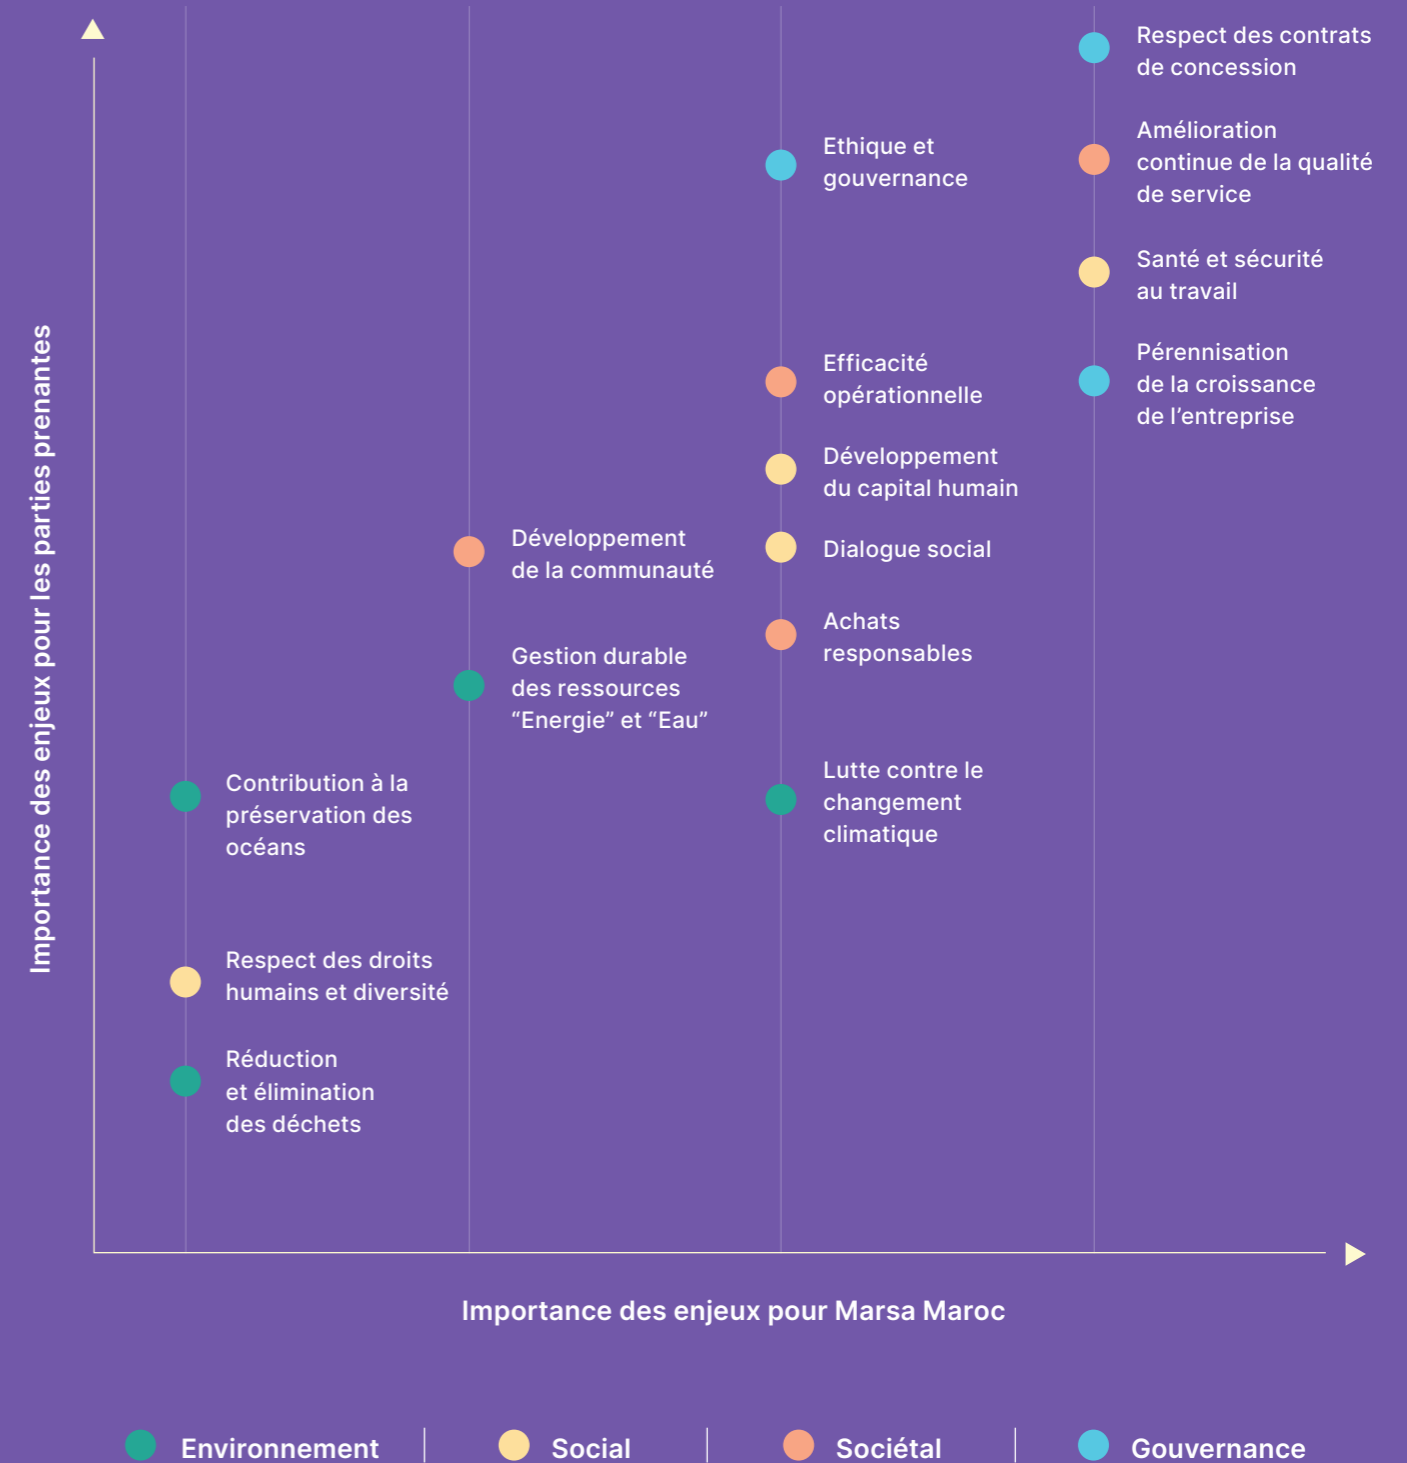 Respect des contrats
de concession
Amélioration
continue de la qualité
de service
Ethique et
gouvernance
Santé et sécurité
au travail
Pérennisation
de la croissance
de l’entreprise
Efficacité
opérationnelle
Développement
du capital humain
Dialogue social
Développement
de la communauté
Achats
responsables
Gestion durable
des ressources
“Energie” et “Eau”
Lutte contre le
changement
climatique
Contribution à la
préservation des
océans
Respect des droits
humains et diversité
Réduction
et élimination
des déchets
Importance des enjeux pour les parties prenantes
Importance des enjeux pour Marsa Maroc
Environnement
Social
Sociétal
Gouvernance